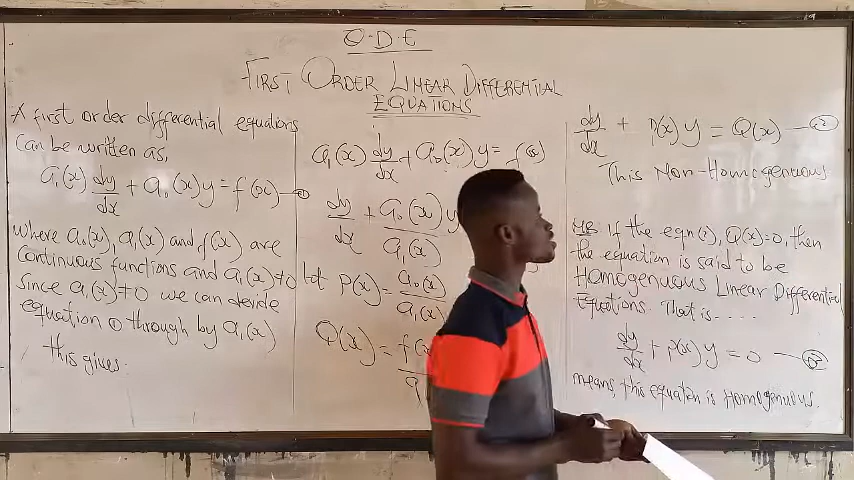 O.D.E
FIRST ORDER LINEAR DIFFERENTIAL
EQUATIONS
A first order differential equations
Can be written as,
a₁(x) dy/dx + a₀(x)y = f(x) — ①
where a₀(x), a₁(x) and f(x) are
Continuous functions and a₁(x)≠0
Since a₁(x)≠0 we can devide
equation ① through by a₁(x)
this gives.
a₁(x) dy/dx + a₀(x)y = f(x)
dy/dx + a₀(x)y/a₁(x)
let P(x) = a₀(x)/a₁(x)
Q(x) = f
dy/dx + P(x)y = Q(x) — ②
This Non-Homogenuous
NB If the eqn Q(x)=0, then
the equation is said to be
Homogenuous Linear Differential
Equations. That is ....
dy/dx + P(x)y = 0
means, this equation is Homogenuous.